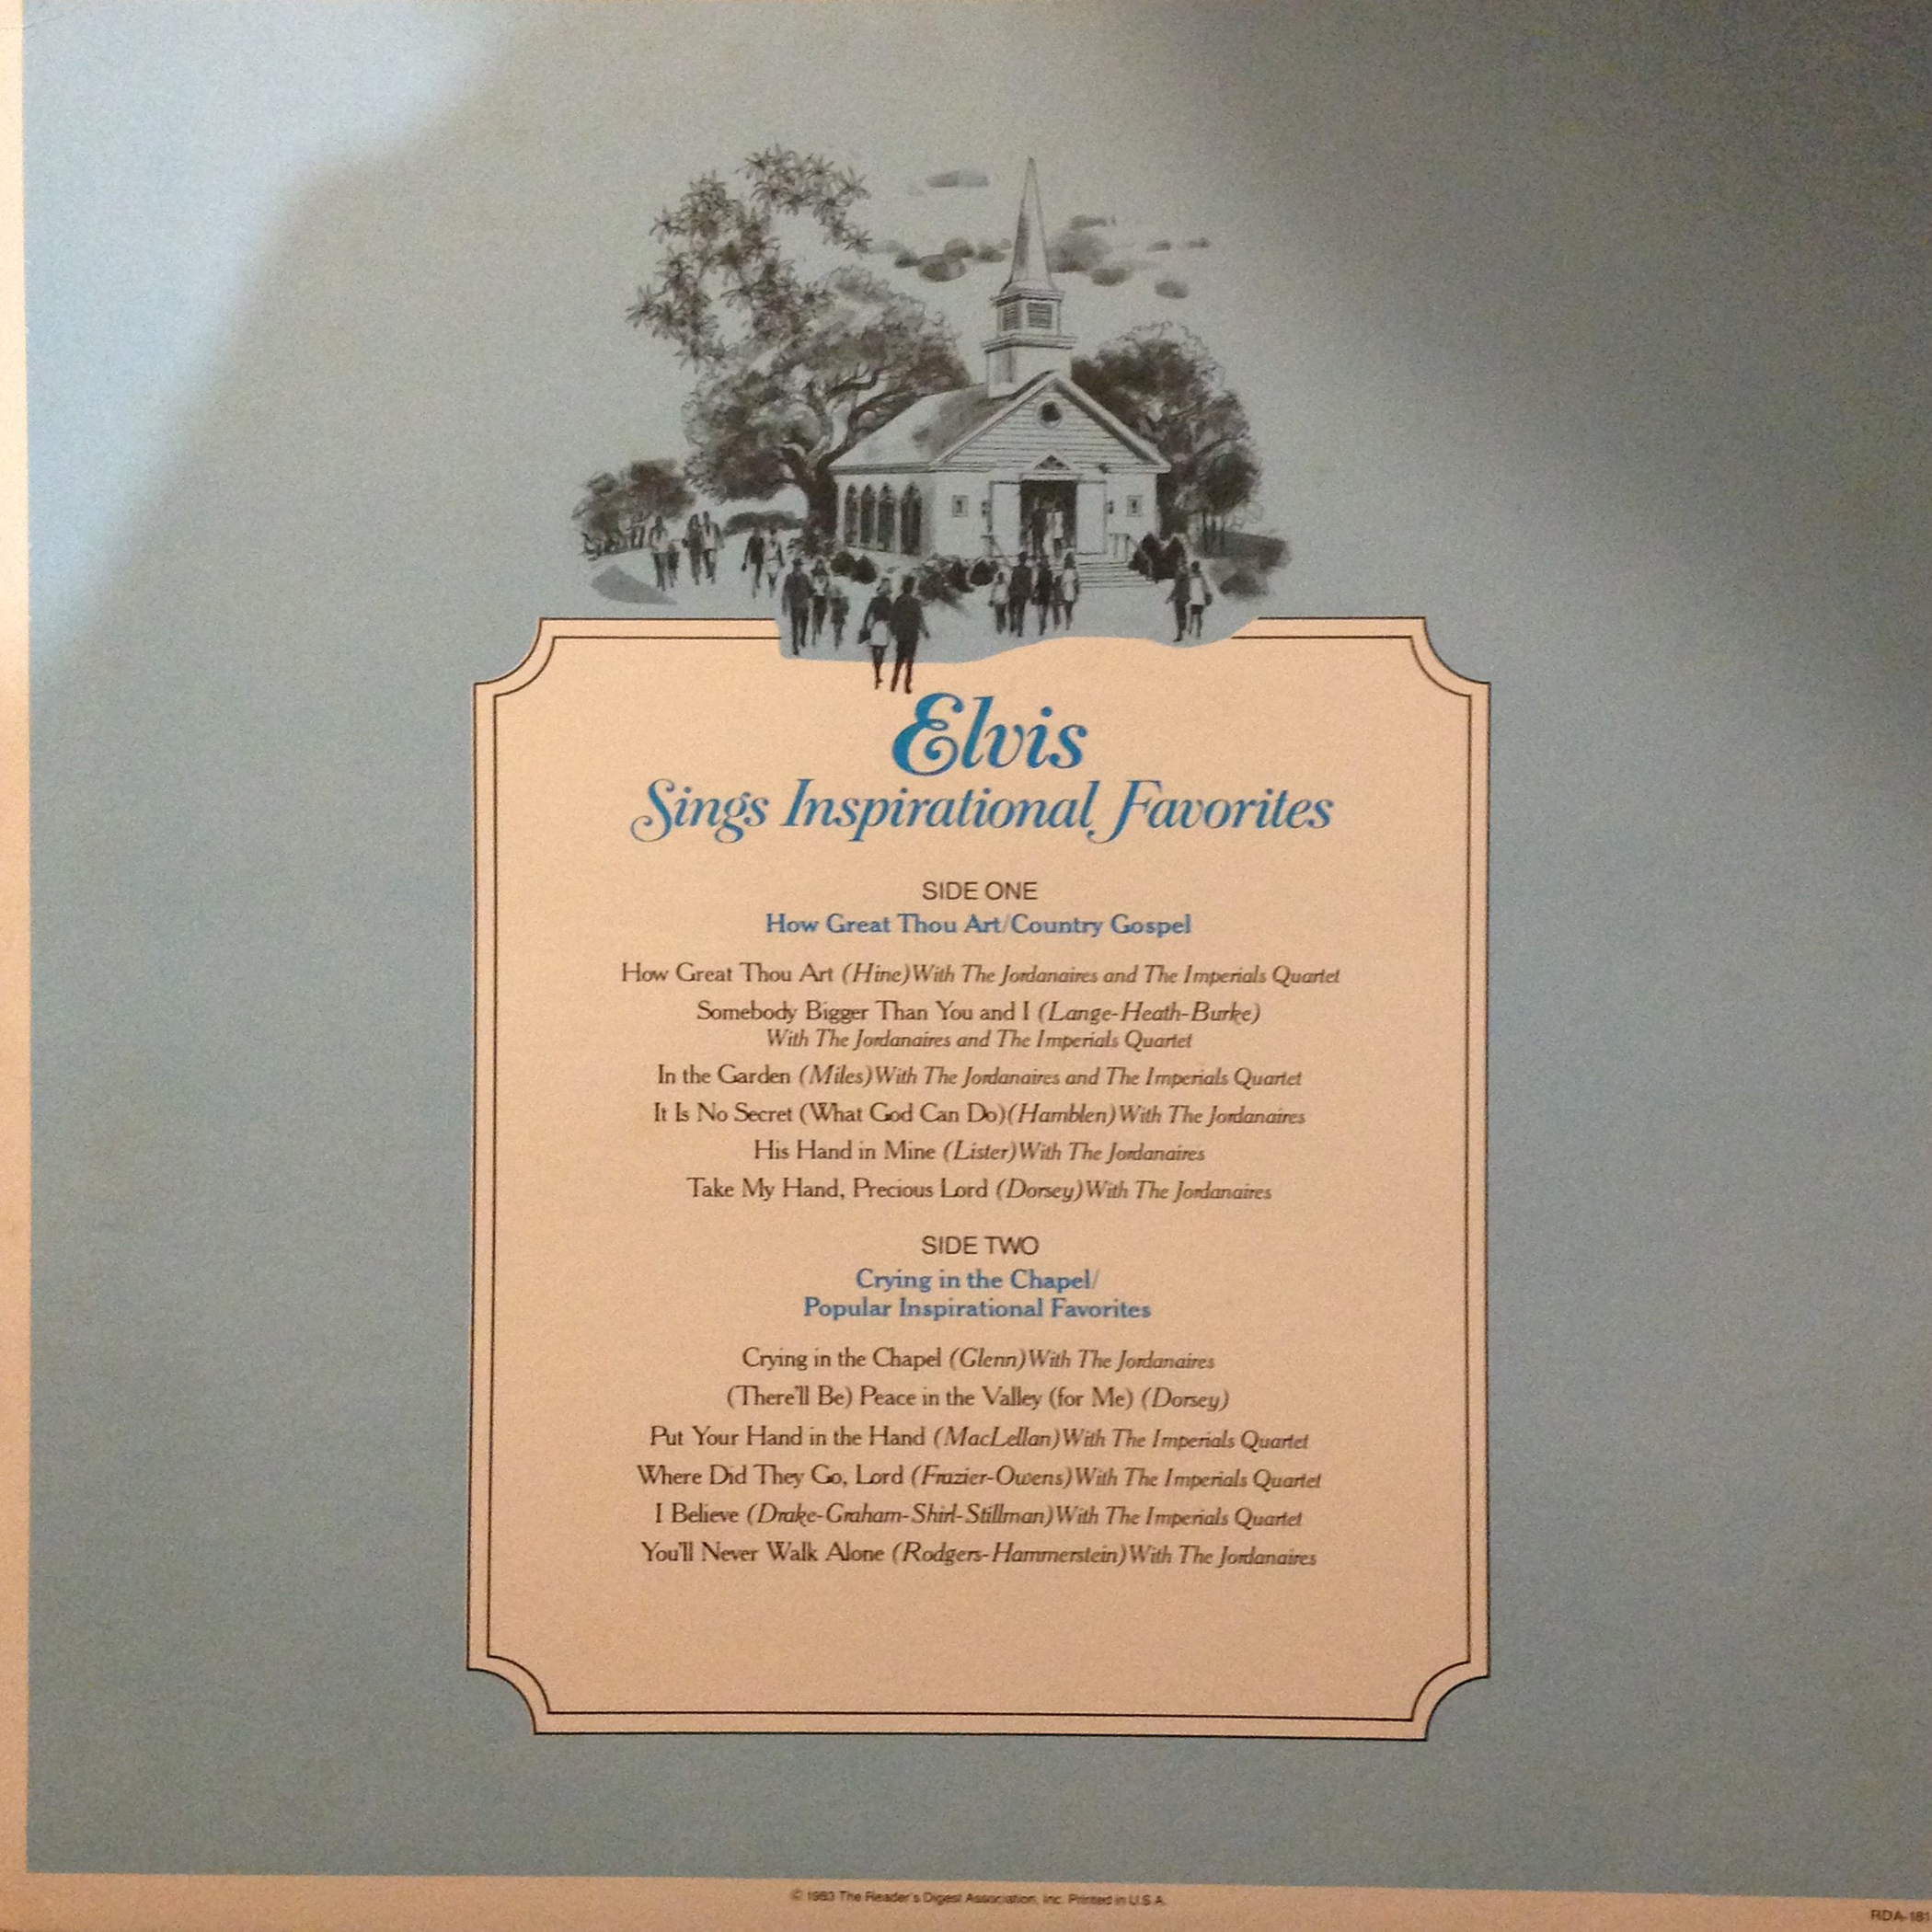 Elvis
Sings Inspirational Favorites
SIDE ONE
How Great Thou Art/Country Gospel
How Great Thou Art (Hine) With The Jordanaires and The Imperials Quartet
Somebody Bigger Than You and I (Lange-Heath-Burke)
With The Jordanaires and The Imperials Quartet
In the Garden (Miles) With The Jordanaires and The Imperials Quartet
It Is No Secret (What God Can Do) (Hamblen) With The Jordanaires
His Hand in Mine (Lister) With The Jordanaires
Take My Hand, Precious Lord (Dorsey) With The Jordanaires
SIDE TWO
Crying in the Chapel/
Popular Inspirational Favorites
Crying in the Chapel (Glenn) With The Jordanaires
(There'll Be) Peace in the Valley (for Me) (Dorsey)
Put Your Hand in the Hand (MacLellan) With The Imperials Quartet
Where Did They Go, Lord (Frazier-Owens) With The Imperials Quartet
I Believe (Drake-Graham-Shirl-Stillman) With The Imperials Quartet
You'll Never Walk Alone (Rodgers-Hammerstein) With The Jordanaires
© 1983 The Reader's Digest Association, Inc. Printed in U.S.A.
RDA-181